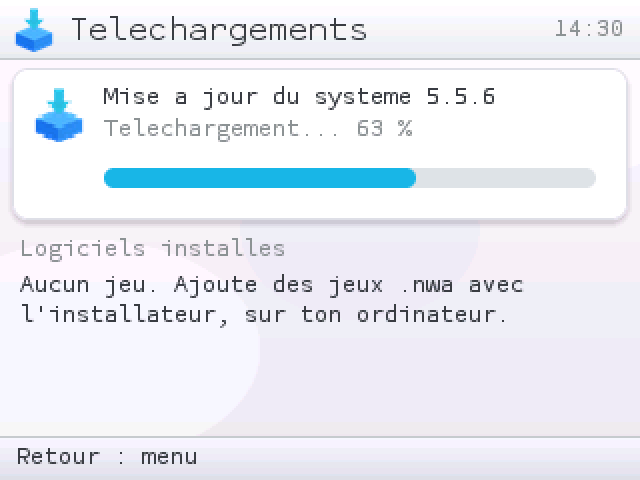 Telechargements
14:30
Mise a jour du systeme 5.5.6
Telechargement... 63 %
Logiciels installes
Aucun jeu. Ajoute des jeux .nwa avec
l'installateur, sur ton ordinateur.
Retour : menu